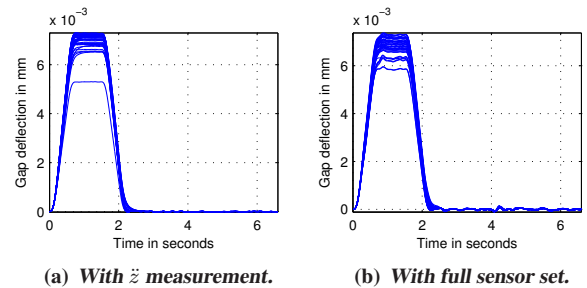 x 10⁻³
6
4
2
0
Gap deflection in mm
0 2 4 6
Time in seconds
(a) With z̈ measurement.
x 10⁻³
6
4
2
0
Gap deflection in mm
0 2 4 6
Time in seconds
(b) With full sensor set.